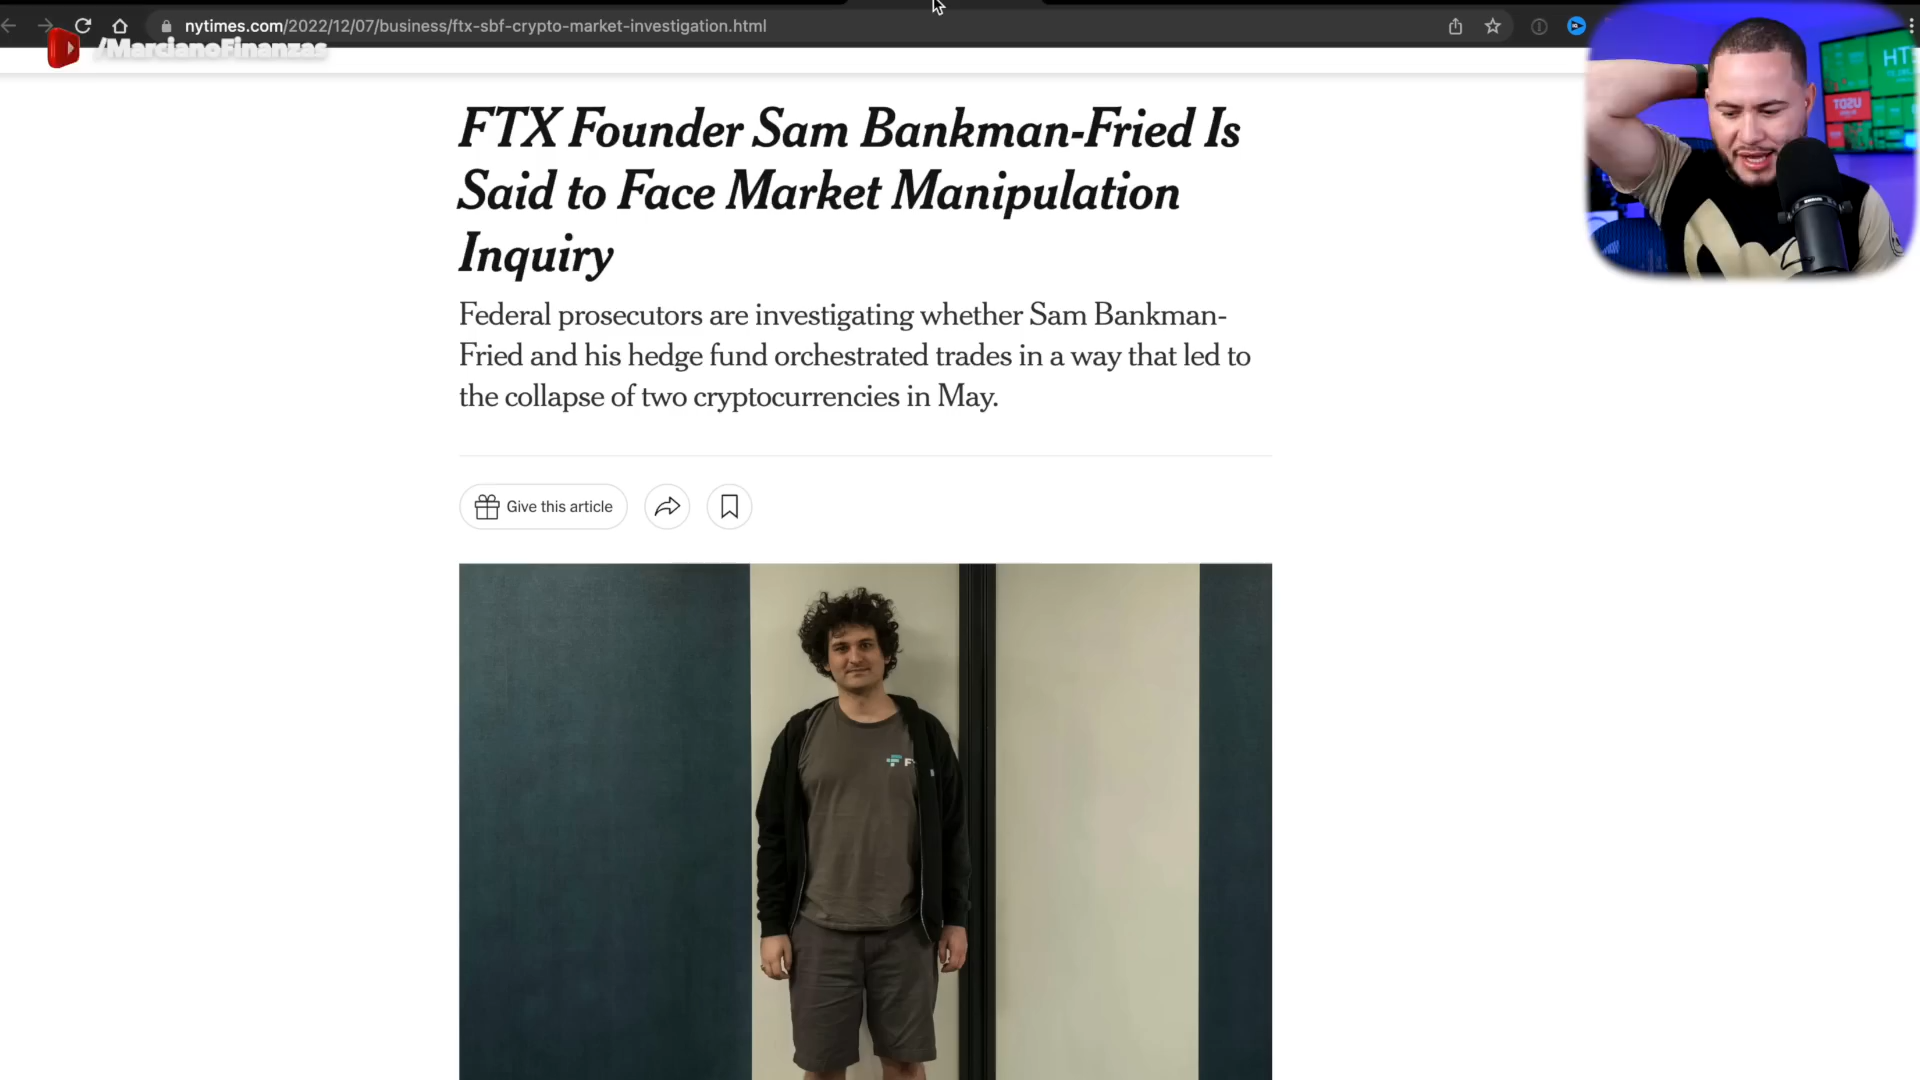 nytimes.com/2022/12/07/business/ftx-sbf-crypto-market-investigation.html
/MarcianoFinanzas
FTX Founder Sam Bankman-Fried Is
Said to Face Market Manipulation
Inquiry
Federal prosecutors are investigating whether Sam Bankman-
Fried and his hedge fund orchestrated trades in a way that led to
the collapse of two cryptocurrencies in May.
Give this article
USDT